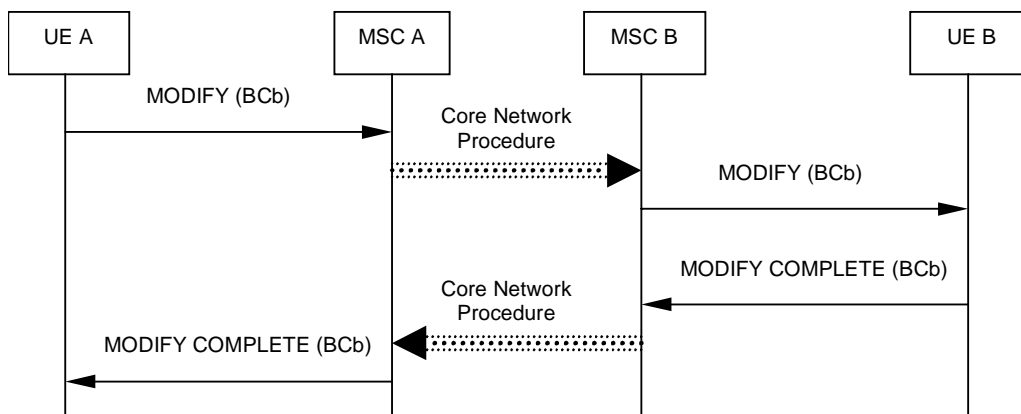 UE A
MSC A
MSC B
UE B
MODIFY (BCb)
Core Network
Procedure
MODIFY (BCb)
MODIFY COMPLETE (BCb)
Core Network
Procedure
MODIFY COMPLETE (BCb)